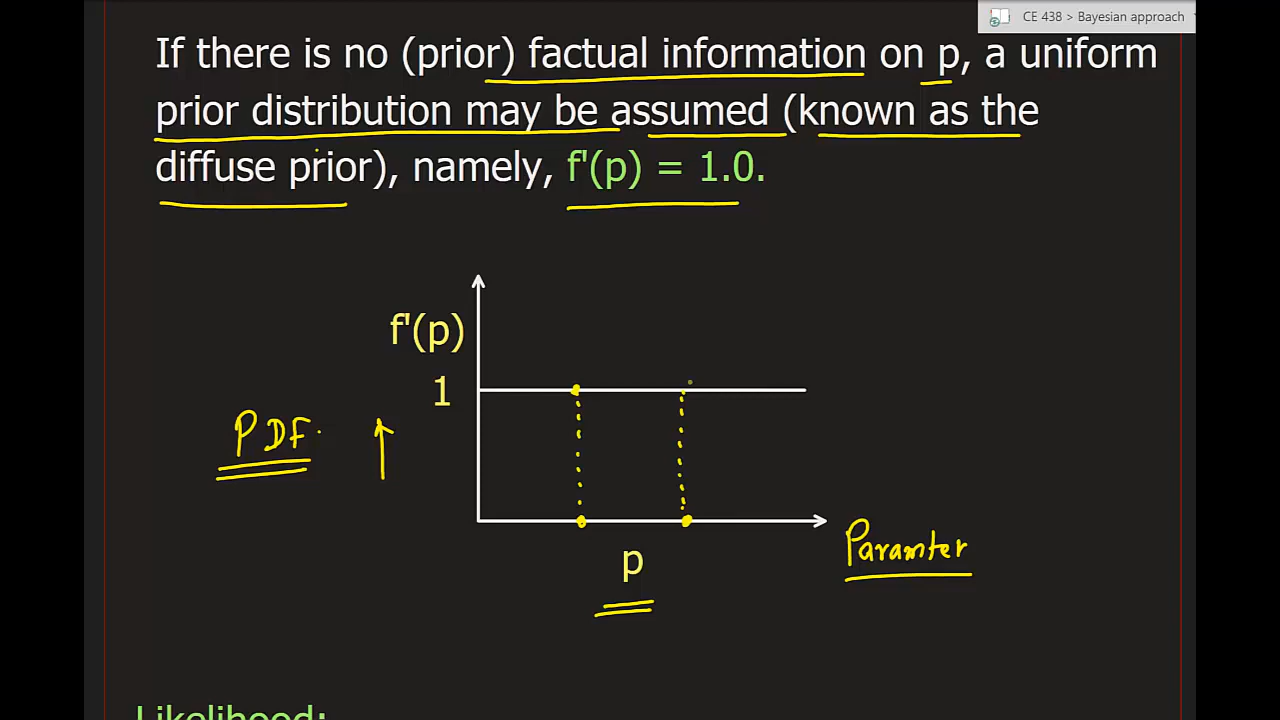 CE 438 > Bayesian approach
If there is no (prior) factual information on p, a uniform
prior distribution may be assumed (known as the
diffuse prior), namely, f'(p) = 1.0.
f'(p)
1
PDF
p
Paramter
Likelihood: